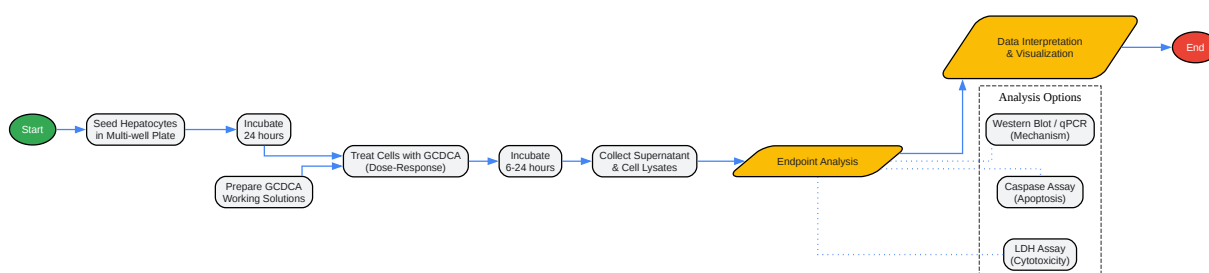 Start
Seed Hepatocytes
in Multi-well Plate
Incubate
24 hours
Prepare GCDCA
Working Solutions
Treat Cells with GCDCA
(Dose-Response)
Incubate
6-24 hours
Collect Supernatant
& Cell Lysates
Endpoint Analysis
Data Interpretation
& Visualization
End
Analysis Options
Western Blot / qPCR
(Mechanism)
Caspase Assay
(Apoptosis)
LDH Assay
(Cytotoxicity)